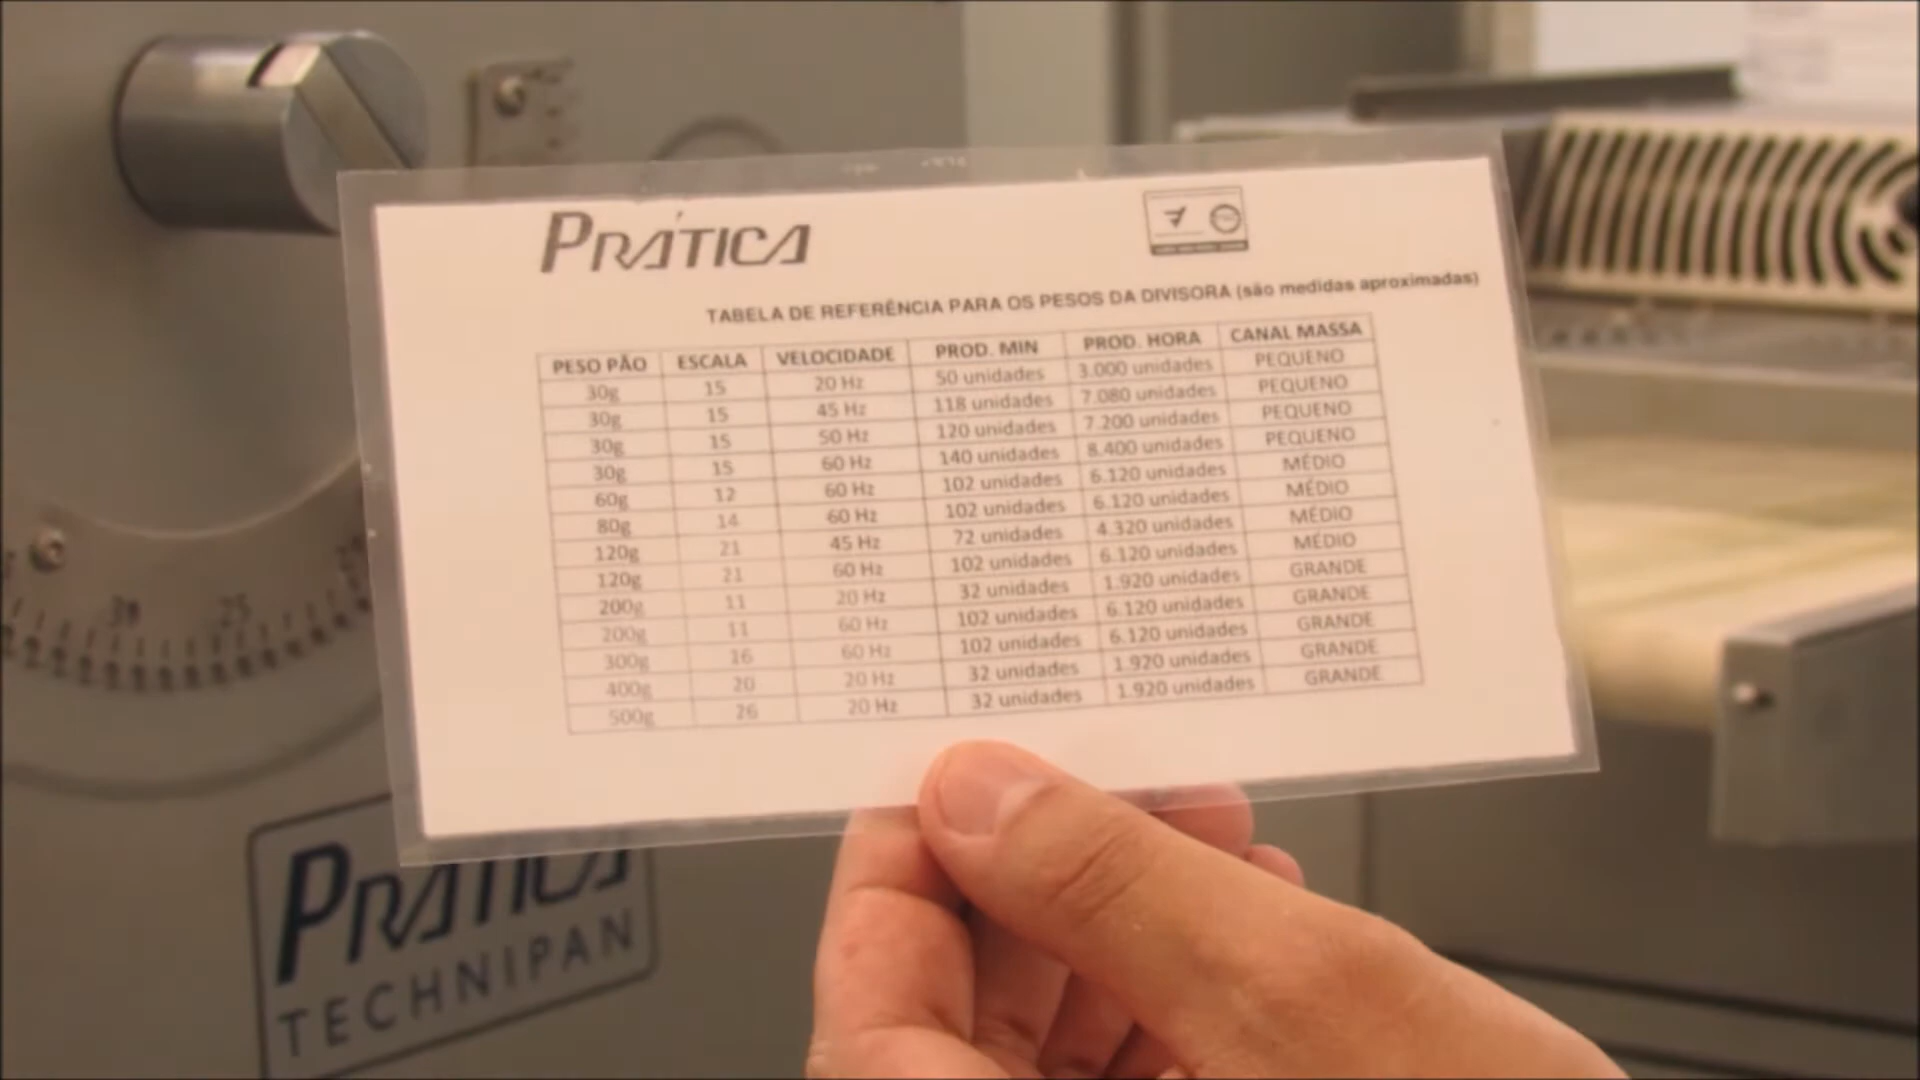 PRÁTICA
TABELA DE REFERÊNCIA PARA OS PESOS DA DIVISORA (são medidas aproximadas)
PESO PÃO ESCALA VELOCIDADE PROD. MIN PROD. HORA CANAL MASSA
30g 15 20 Hz 50 unidades 3.000 unidades PEQUENO
30g 15 45 Hz 118 unidades 7.080 unidades PEQUENO
30g 15 50 Hz 120 unidades 7.200 unidades PEQUENO
30g 15 60 Hz 140 unidades 8.400 unidades PEQUENO
60g 12 60 Hz 102 unidades 6.120 unidades MÉDIO
80g 14 60 Hz 102 unidades 6.120 unidades MÉDIO
120g 21 45 Hz 72 unidades 4.320 unidades MÉDIO
120g 21 60 Hz 102 unidades 6.120 unidades MÉDIO
200g 11 20 Hz 32 unidades 1.920 unidades GRANDE
200g 11 60 Hz 102 unidades 6.120 unidades GRANDE
300g 16 60 Hz 102 unidades 6.120 unidades GRANDE
400g 20 20 Hz 32 unidades 1.920 unidades GRANDE
500g 26 20 Hz 32 unidades 1.920 unidades GRANDE
30 25
PRÁTICA
TECHNIPAN